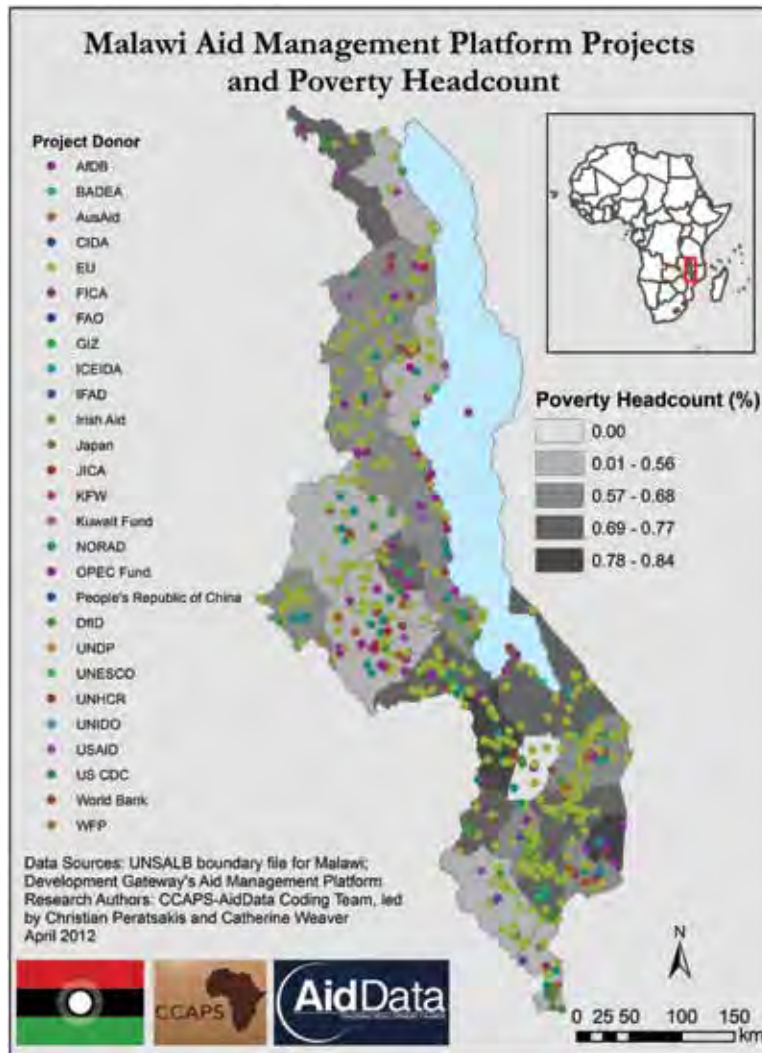 Malawi Aid Management Platform Projects
and Poverty Headcount
Project Donor
AfDB
BADEA
AusAid
CIDA
EU
FICA
FAO
GIZ
ICEIDA
IFAD
Irish Aid
Japan
JICA
KFW
Kuwait Fund
NORAD
OPEC Fund
People's Republic of China
DfID
UNDP
UNESCO
UNHCR
UNIDO
USAID
US CDC
World Bank
WFP
Poverty Headcount (%)
0.00
0.01 - 0.56
0.57 - 0.68
0.69 - 0.77
0.78 - 0.84
Data Sources: UNSALB boundary file for Malawi;
Development Gateway's Aid Management Platform
Research Authors: CCAPS-AidData Coding Team, led
by Christian Peratsakis and Catherine Weaver
April 2012
CCAPS
AidData
N
0 25 50 100 150
km